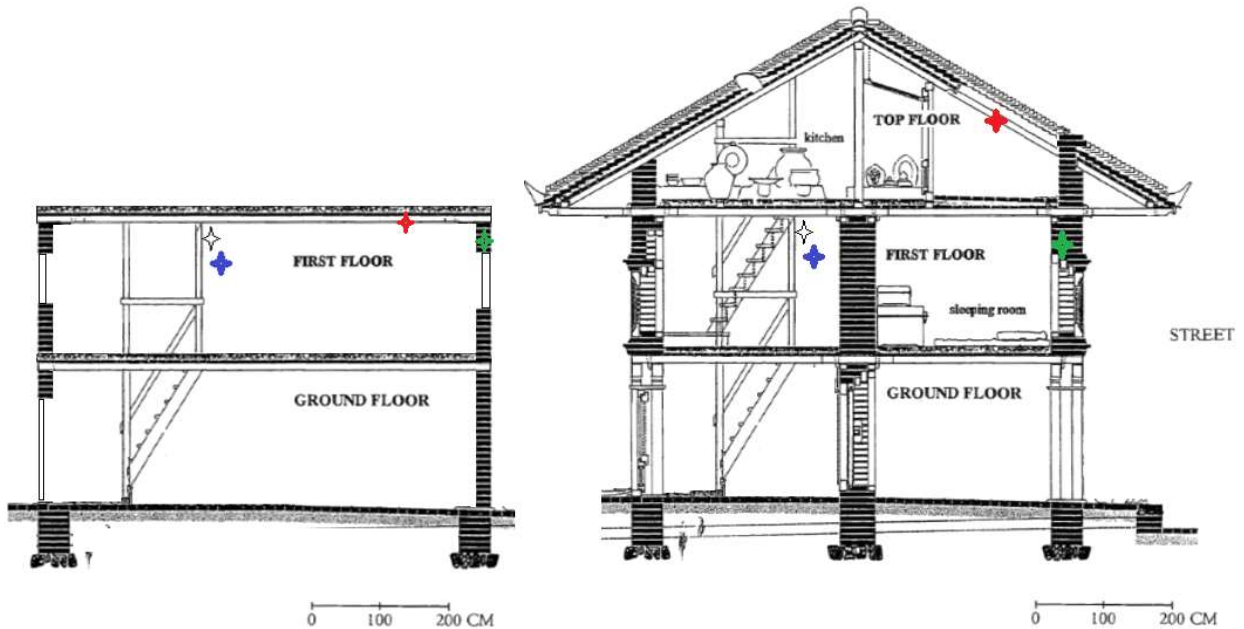 FIRST FLOOR
GROUND FLOOR
0 100 200 CM
TOP FLOOR
kitchen
FIRST FLOOR
sleeping room
STREET
GROUND FLOOR
0 100 200 CM